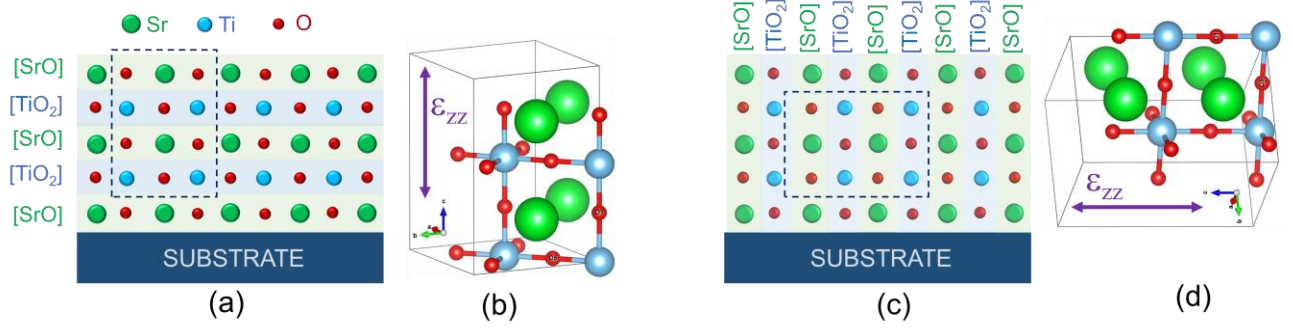 Sr Ti O
[SrO]
[TiO₂]
[SrO]
[TiO₂]
[SrO]
SUBSTRATE
(a)
εzz
c
a
b
(b)
[SrO] [TiO₂] [SrO] [TiO₂] [SrO] [TiO₂] [SrO] [TiO₂] [SrO]
SUBSTRATE
(c)
εzz
c
(d)